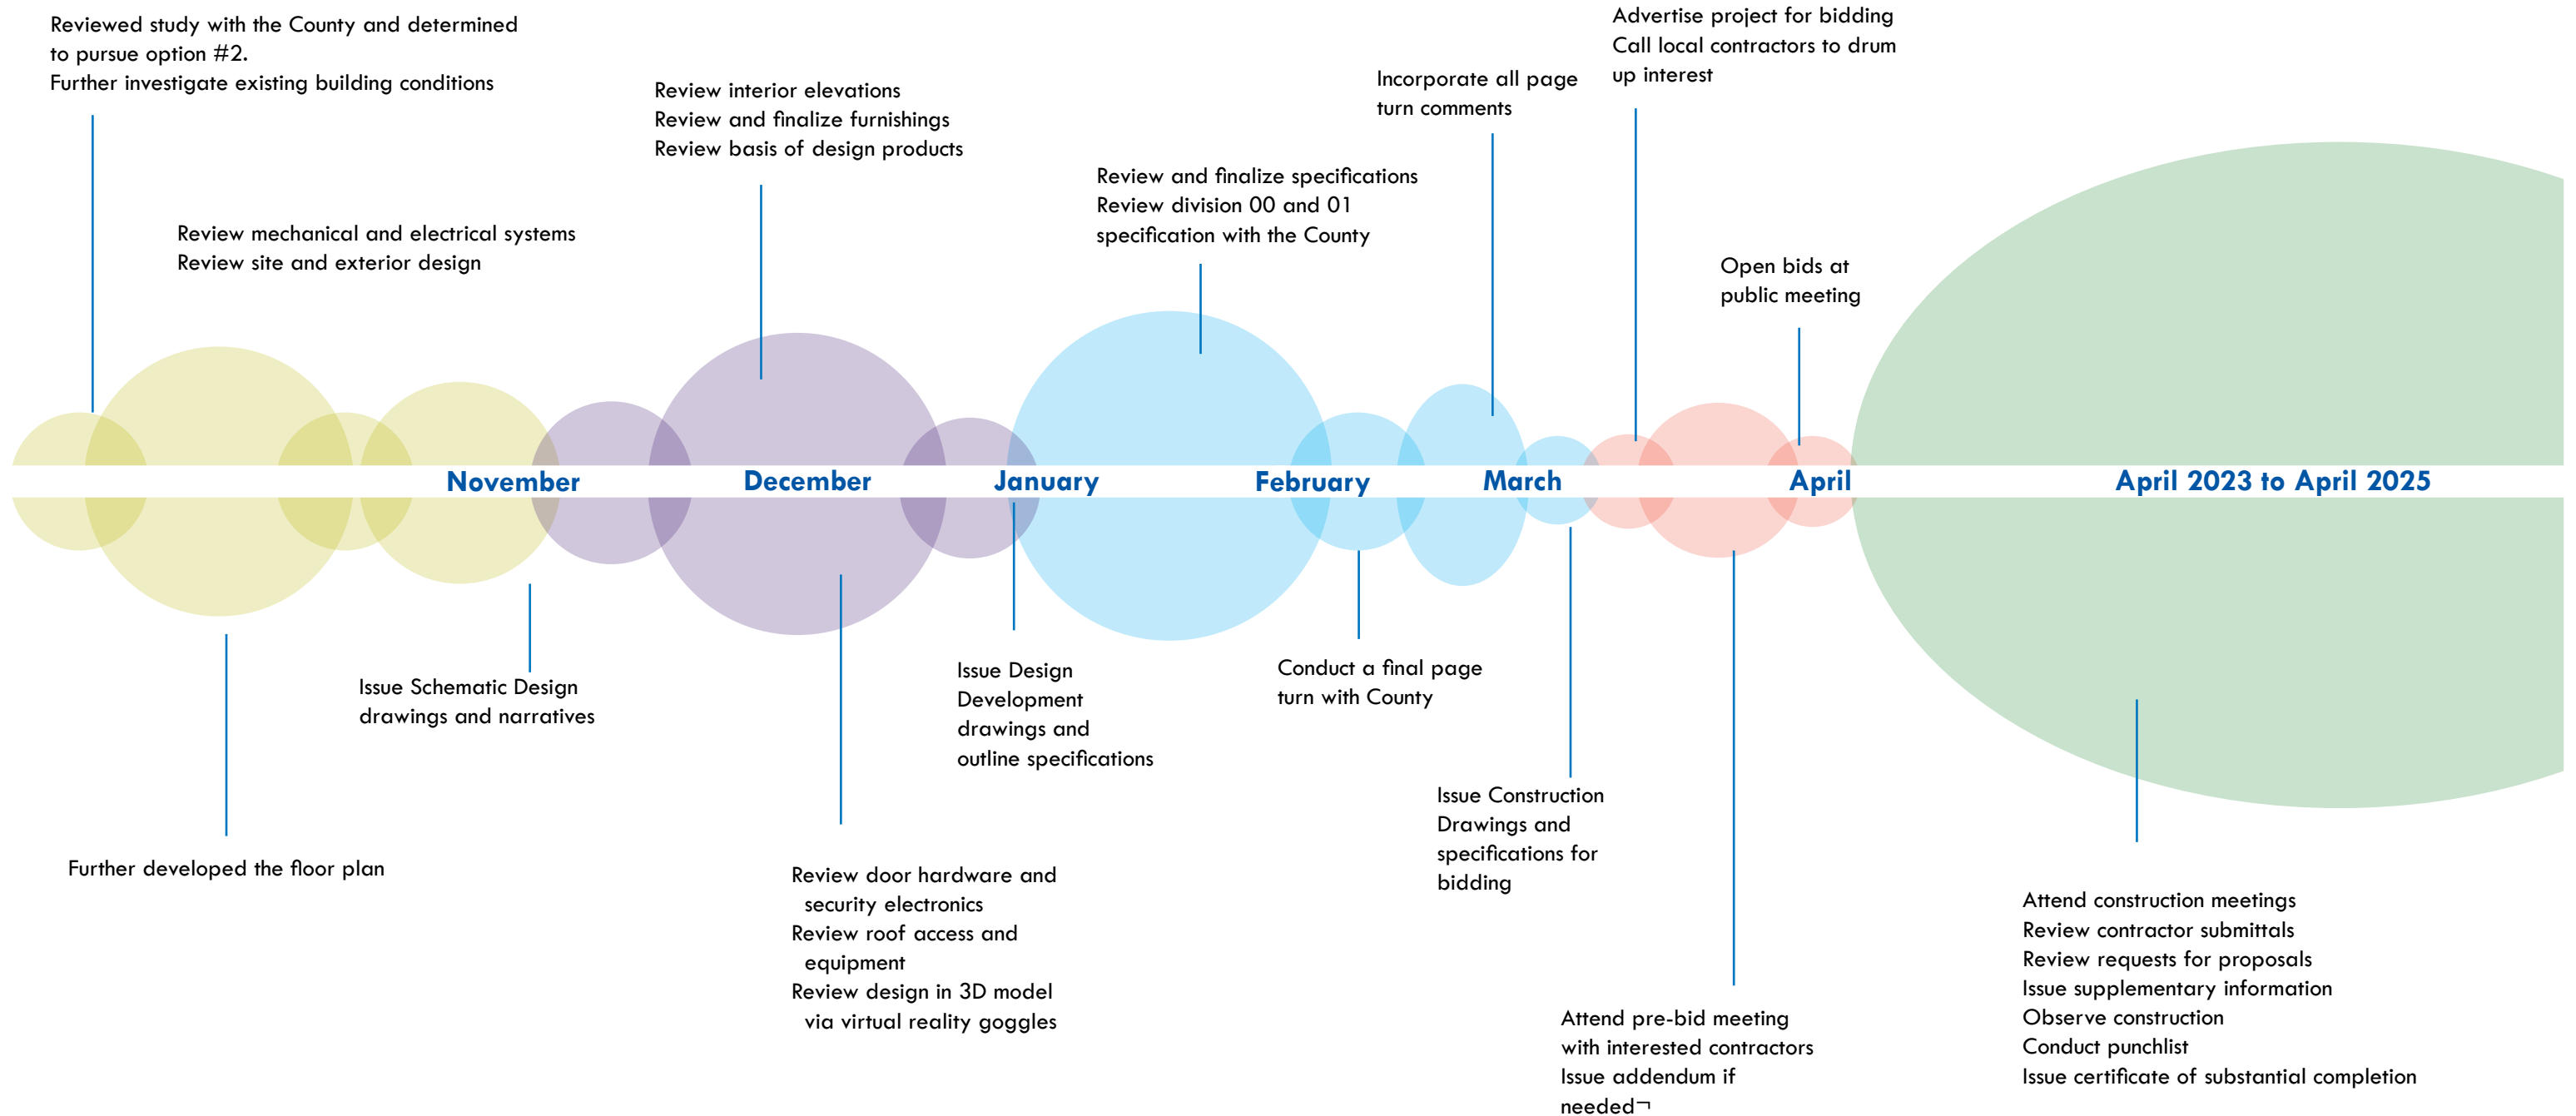 Reviewed study with the County and determined
to pursue option #2.
Further investigate existing building conditions
Review mechanical and electrical systems
Review site and exterior design
Review interior elevations
Review and finalize furnishings
Review basis of design products
Review and finalize specifications
Review division 00 and 01
specification with the County
Incorporate all page
turn comments
Advertise project for bidding
Call local contractors to drum
up interest
Open bids at
public meeting
November
December
January
February
March
April
April 2023 to April 2025
Further developed the floor plan
Issue Schematic Design
drawings and narratives
Review door hardware and
security electronics
Review roof access and
equipment
Review design in 3D model
via virtual reality goggles
Issue Design
Development
drawings and
outline specifications
Conduct a final page
turn with County
Issue Construction
Drawings and
specifications for
bidding
Attend pre-bid meeting
with interested contractors
Issue addendum if
needed¬
Attend construction meetings
Review contractor submittals
Review requests for proposals
Issue supplementary information
Observe construction
Conduct punchlist
Issue certificate of substantial completion